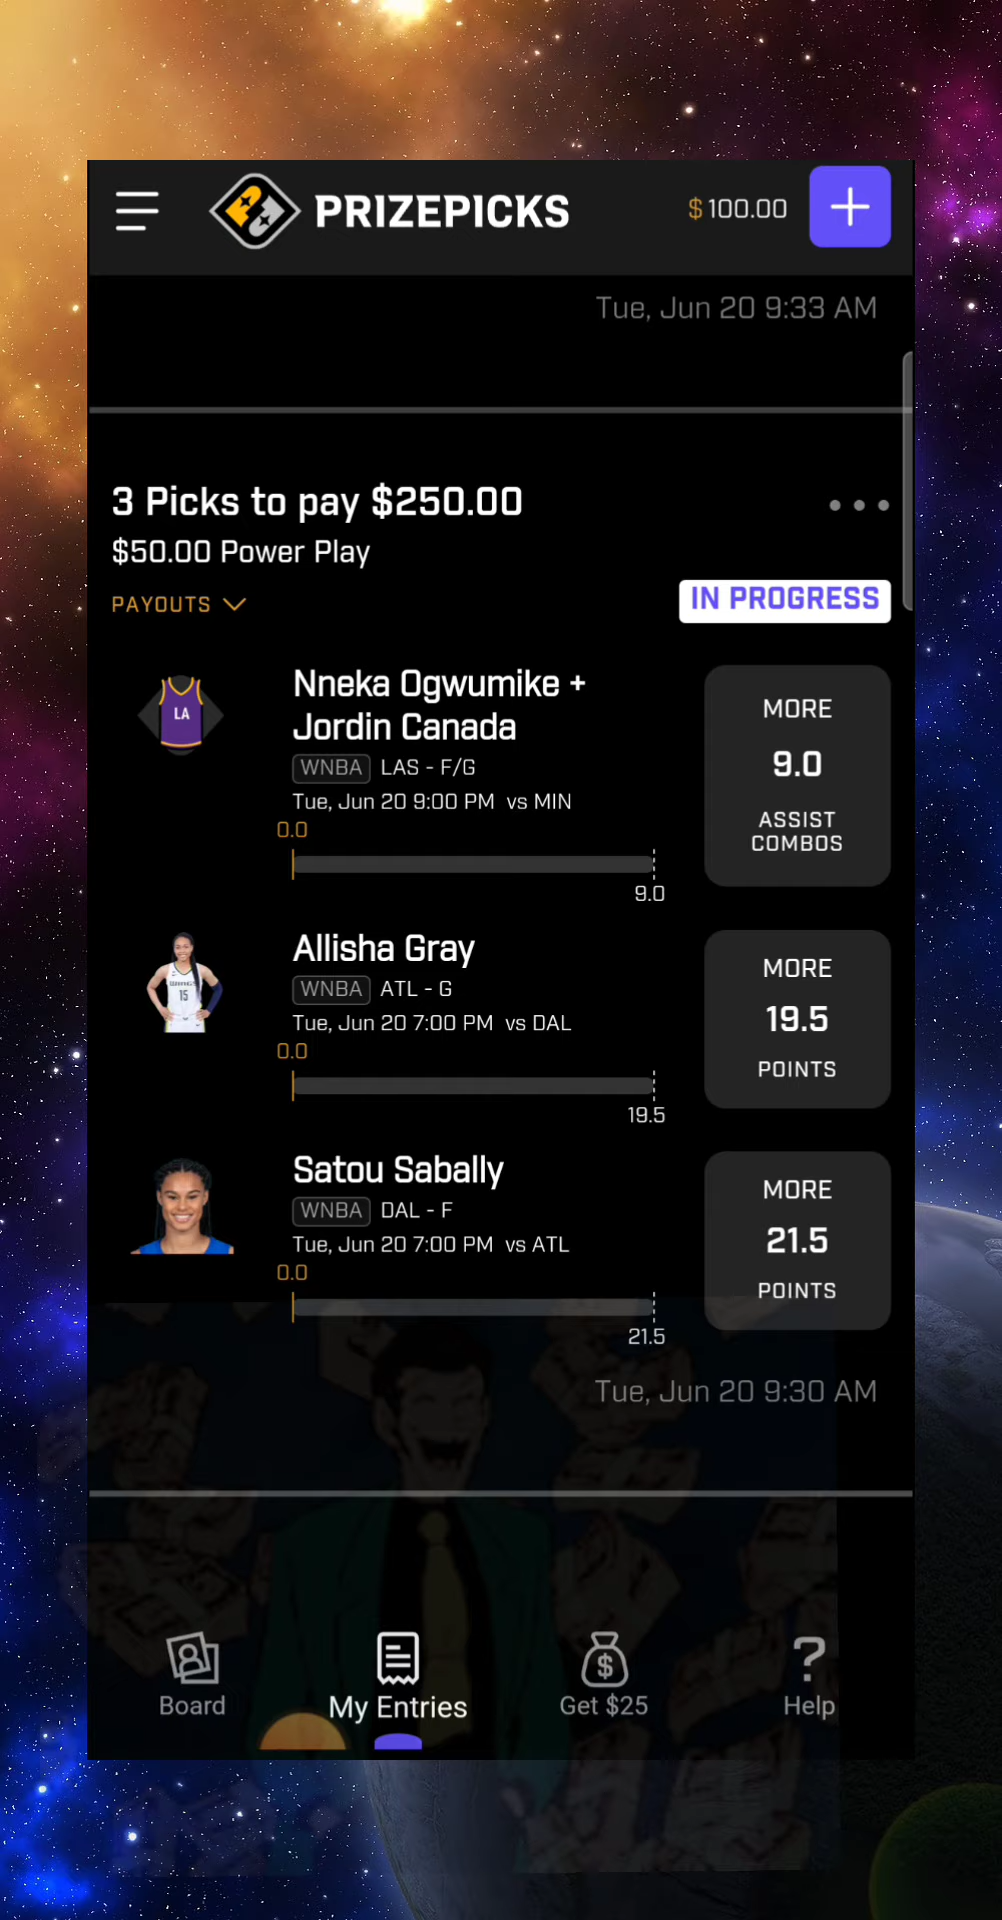 PRIZEPICKS
$100.00
Tue, Jun 20 9:33 AM
3 Picks to pay $250.00
$50.00 Power Play
PAYOUTS
IN PROGRESS
LA
Nneka Ogwumike +
Jordin Canada
WNBA LAS - F/G
Tue, Jun 20 9:00 PM vs MIN
0.0
9.0
MORE
9.0
ASSIST
COMBOS
15
Allisha Gray
WNBA ATL - G
Tue, Jun 20 7:00 PM vs DAL
0.0
19.5
MORE
19.5
POINTS
Satou Sabally
WNBA DAL - F
Tue, Jun 20 7:00 PM vs ATL
0.0
21.5
MORE
21.5
POINTS
Tue, Jun 20 9:30 AM
Board
My Entries
$
Get $25
?
Help